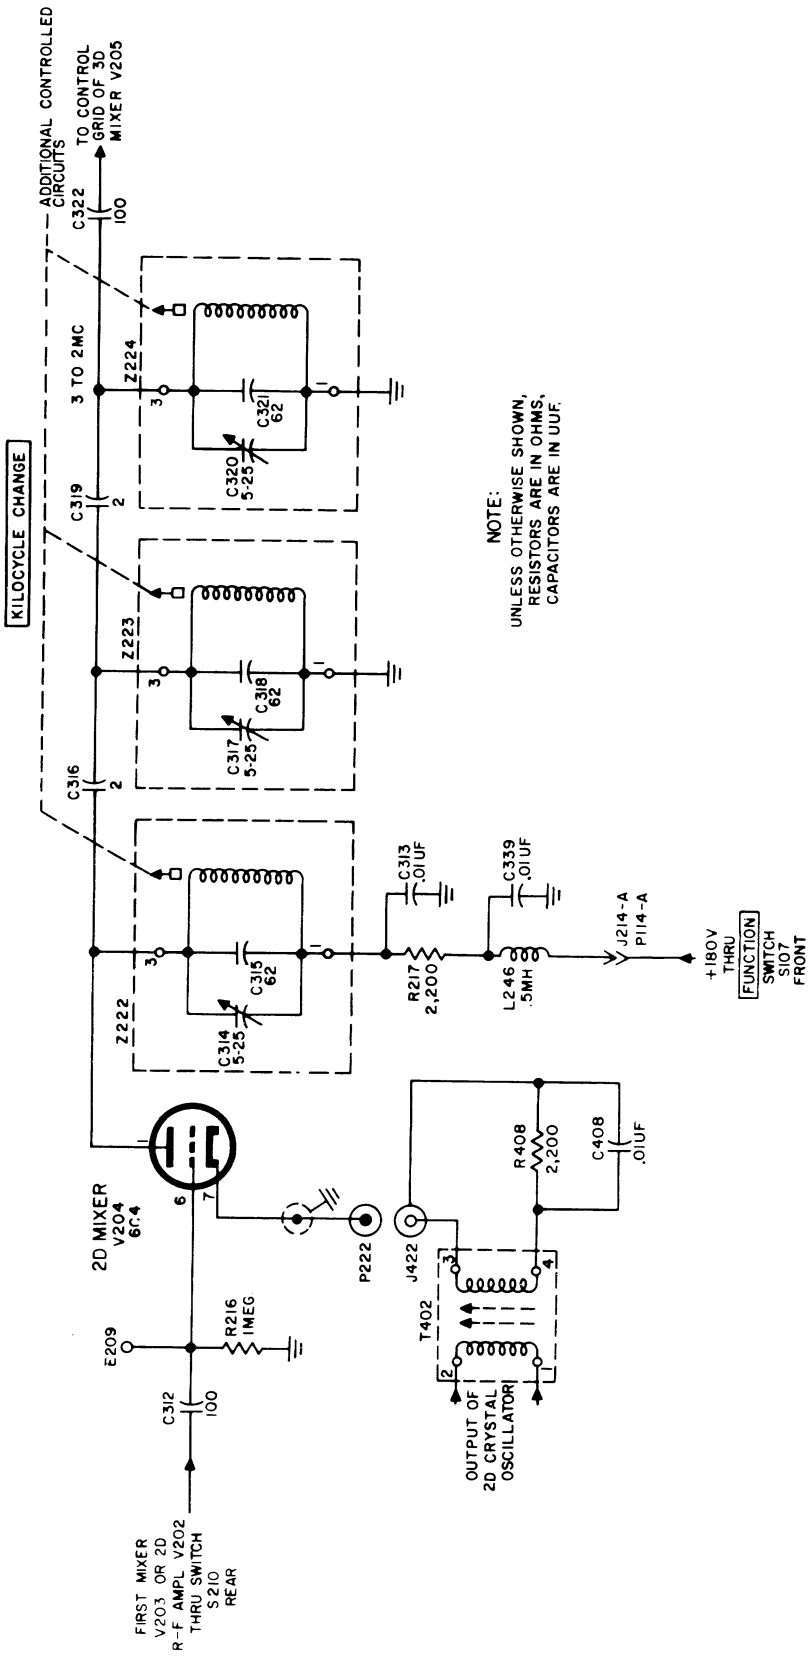 KILOCYCLE CHANGE
ADDITIONAL CONTROLLED
CIRCUITS
TO CONTROL
GRID OF 3D
MIXER V205
3 TO 2MC
C316
2
C319
2
C322
100
2D MIXER
V204
6C4
1
6
7
E209
C312
100
R216
1MEG
FIRST MIXER
V203 OR 2D
R-F AMPL V202
THRU SWITCH
S210
REAR
Z222
3
C314
5-25
C315
62
1
Z223
3
C317
5-25
C318
62
1
Z224
3
C320
5-25
C321
62
1
C313
.01UF
R217
2,200
C339
.01UF
L246
.5MH
J214-A
P114-A
+180V
THRU
FUNCTION
SWITCH
S107
FRONT
P222
J422
T402
2
1
3
4
R408
2,200
C408
.01UF
OUTPUT OF
2D CRYSTAL
OSCILLATOR
NOTE:
UNLESS OTHERWISE SHOWN,
RESISTORS ARE IN OHMS,
CAPACITORS ARE IN UUF.